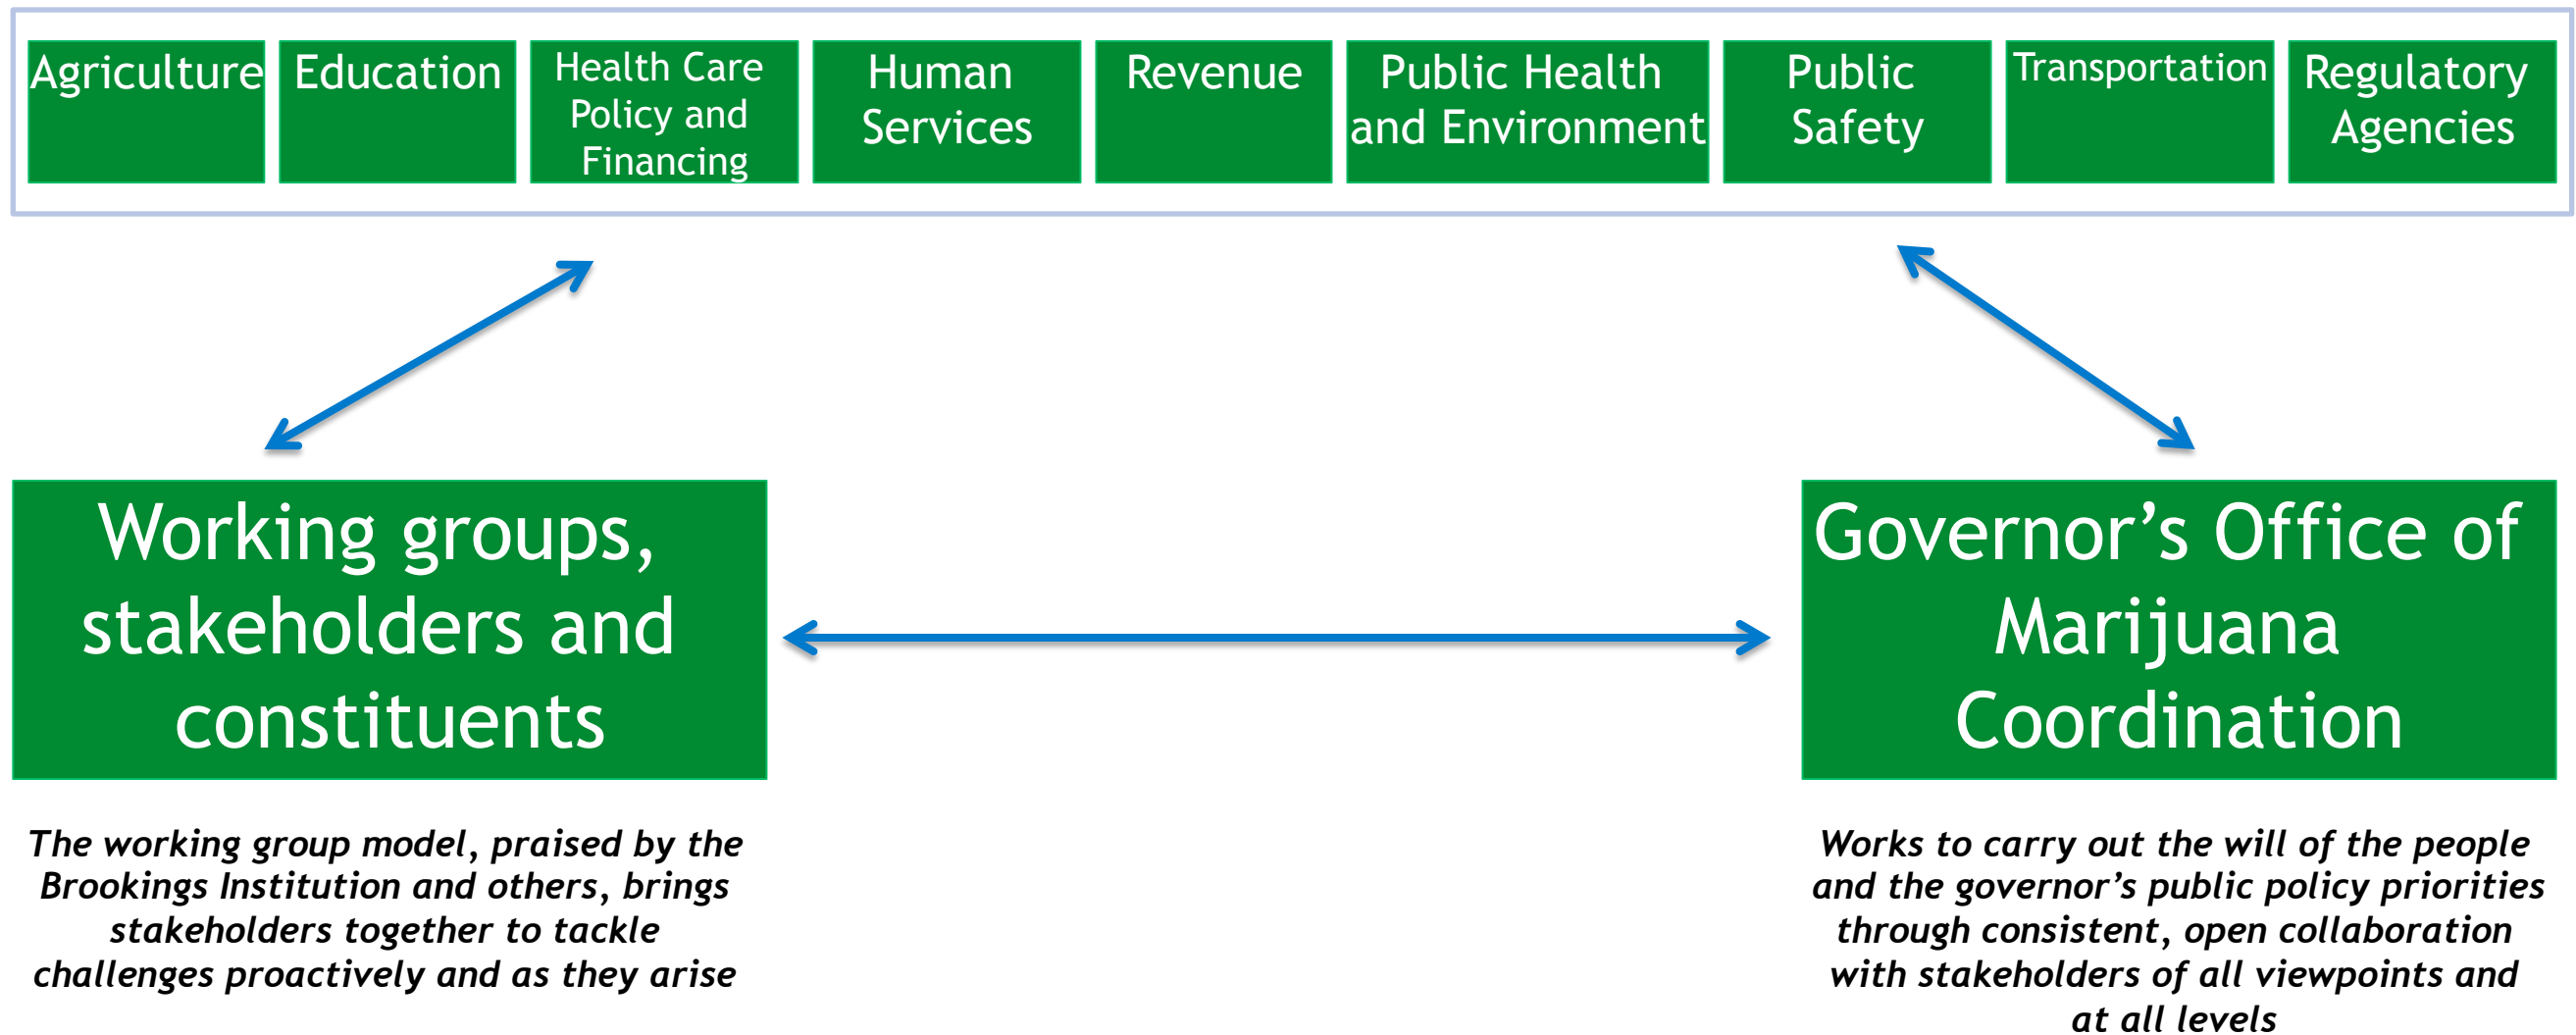 Agriculture
Education
Health Care
Policy and
Financing
Human
Services
Revenue
Public Health
and Environment
Public
Safety
Transportation
Regulatory
Agencies
Working groups,
stakeholders and
constituents
Governor’s Office of
Marijuana
Coordination
The working group model, praised by the
Brookings Institution and others, brings
stakeholders together to tackle
challenges proactively and as they arise
Works to carry out the will of the people
and the governor’s public policy priorities
through consistent, open collaboration
with stakeholders of all viewpoints and
at all levels